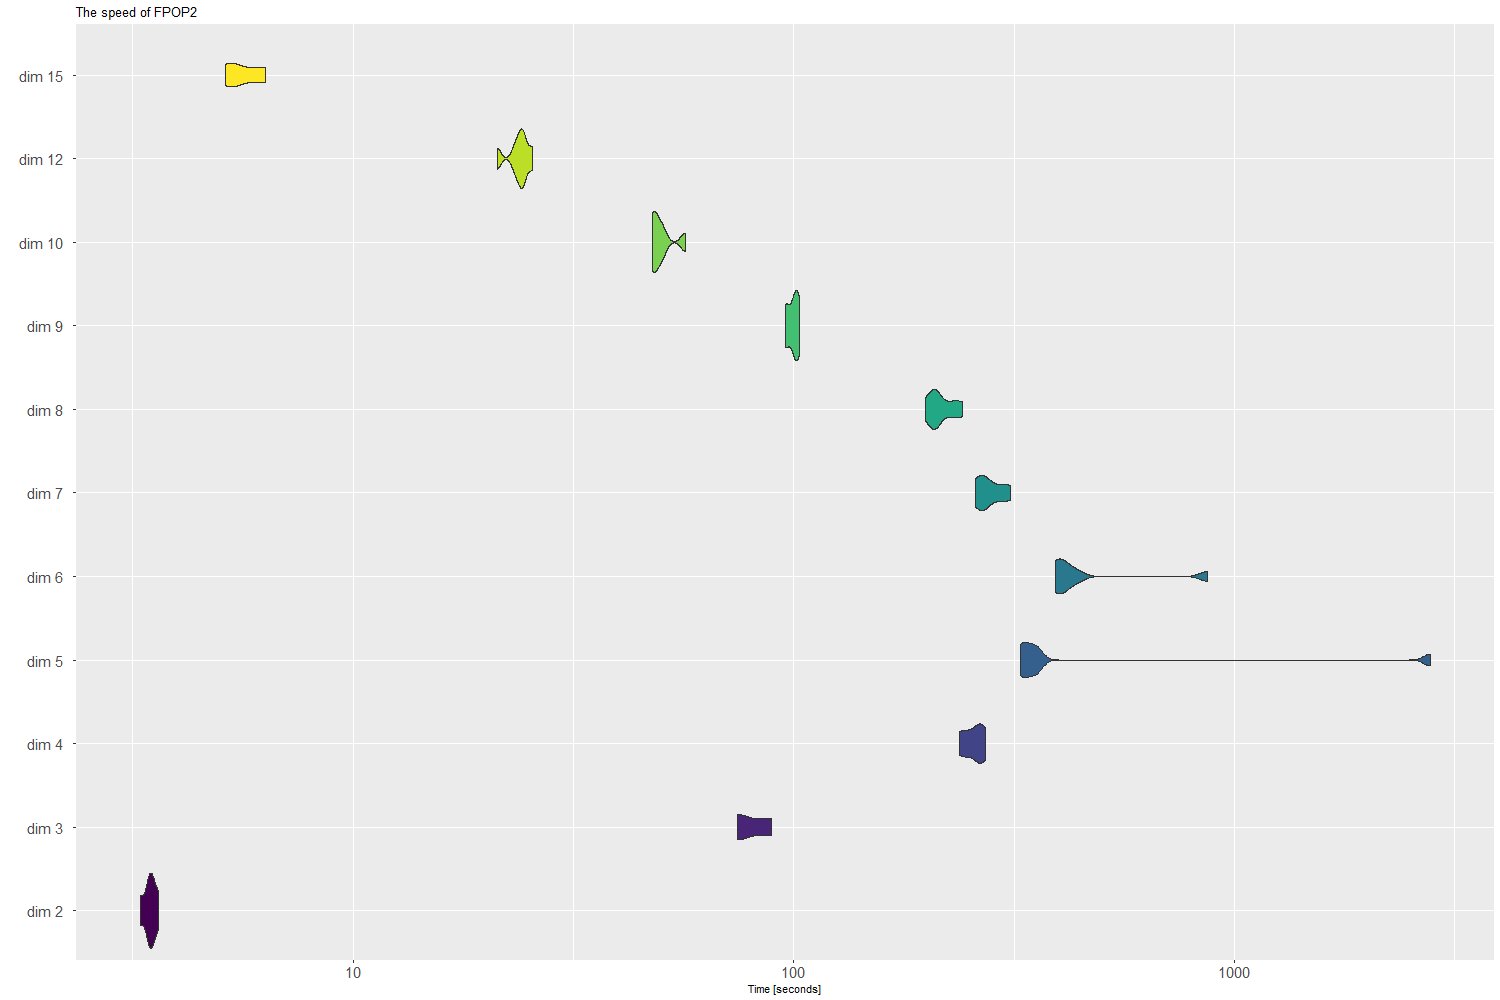 The speed of FPOP2
dim 15
dim 12
dim 10
dim 9
dim 8
dim 7
dim 6
dim 5
dim 4
dim 3
dim 2
10 100 1000
Time [seconds]